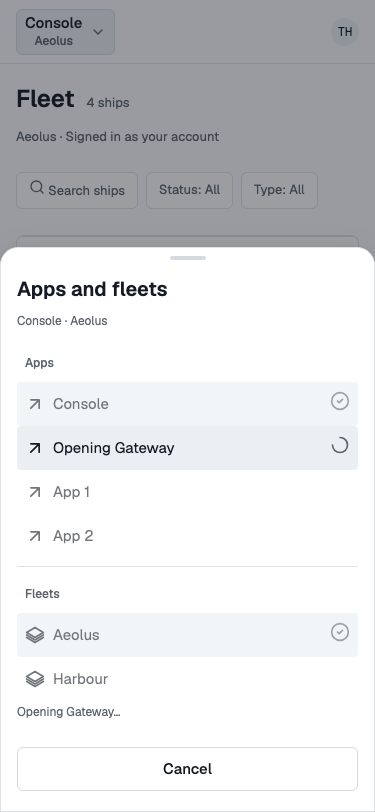 Console
Aeolus
TH
Fleet 4 ships
Aeolus · Signed in as your account
Search ships Status: All Type: All
Apps and fleets
Console · Aeolus
Apps
Console
Opening Gateway
App 1
App 2
Fleets
Aeolus
Harbour
Opening Gateway…
Cancel